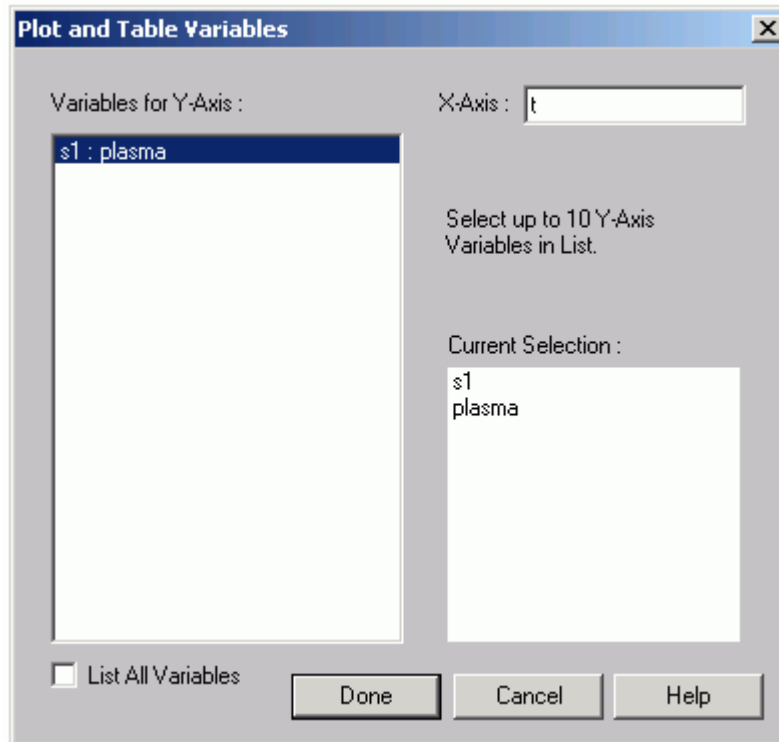 Plot and Table Variables
Variables for Y-Axis :
X-Axis :
t
s1 : plasma
Select up to 10 Y-Axis
Variables in List.
Current Selection :
s1
plasma
List All Variables
Done
Cancel
Help